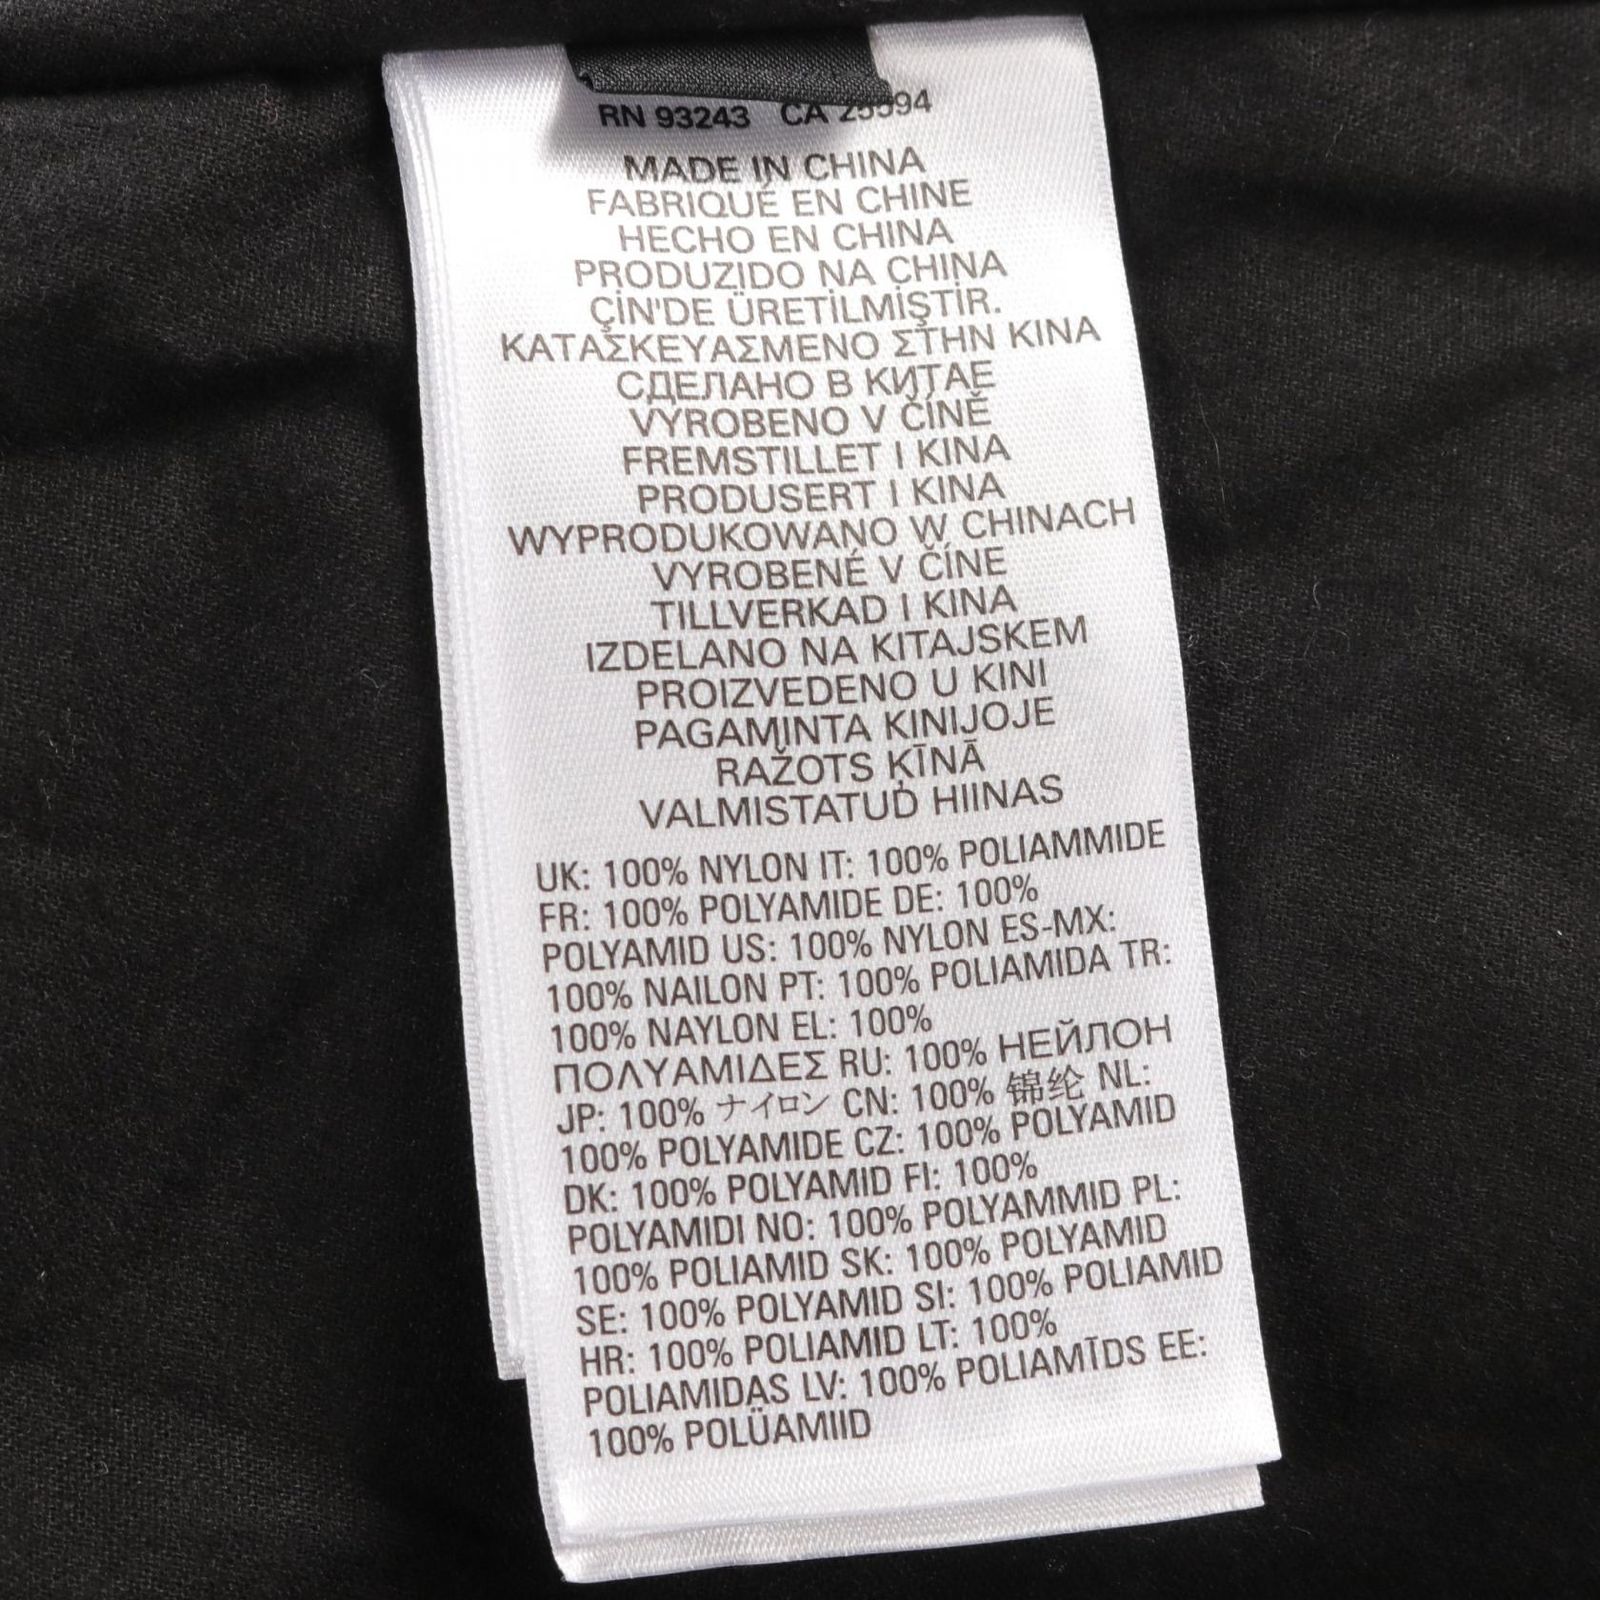 RN 93243 CA
MADE IN CHINA
FABRIQUÉ EN CHINE
HECHO EN CHINA
PRODUZIDO NA CHINA
ÇİN'DE ÜRETİLMİŞTİR.
ΚΑΤΑΣΚΕΥΑΣΜΕΝΟ ΣΤΗΝ ΚΙΝΑ
СДЕЛАНО В КИТАЕ
VYROBENO V ČÍNĚ
FREMSTILLET I KINA
PRODUSERT I KINA
WYPRODUKOWANO W CHINACH
VYROBENÉ V ČÍNE
TILLVERKAD I KINA
IZDELANO NA KITAJSKEM
PROIZVEDENO U KINI
PAGAMINTA KINIJOJE
RAŽOTS ĶĪNĀ
VALMISTATUD HIINAS
UK: 100% NYLON IT: 100% POLIAMMIDE
FR: 100% POLYAMIDE DE: 100%
POLYAMID US: 100% NYLON ES-MX:
100% NAILON PT: 100% POLIAMIDA TR:
100% NAYLON EL: 100%
ΠΟΛΥΑΜΙΔΕΣ RU: 100% НЕЙЛОН
JP: 100% ナイロン CN: 100% 锦纶 NL:
100% POLYAMIDE CZ: 100% POLYAMID
DK: 100% POLYAMID FI: 100%
POLYAMIDI NO: 100% POLYAMMID PL:
100% POLIAMID SK: 100% POLYAMID
SE: 100% POLYAMID SI: 100% POLIAMID
HR: 100% POLIAMID LT: 100%
POLIAMIDAS LV: 100% POLIAMĪDS EE:
100% POLÜAMIID